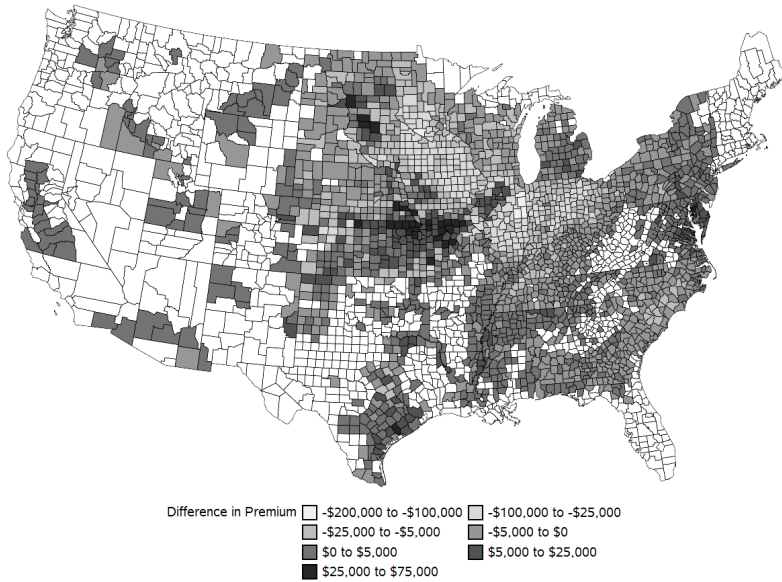 Difference in Premium -$200,000 to -$100,000 -$100,000 to -$25,000
-$25,000 to -$5,000 -$5,000 to $0
$0 to $5,000 $5,000 to $25,000
$25,000 to $75,000